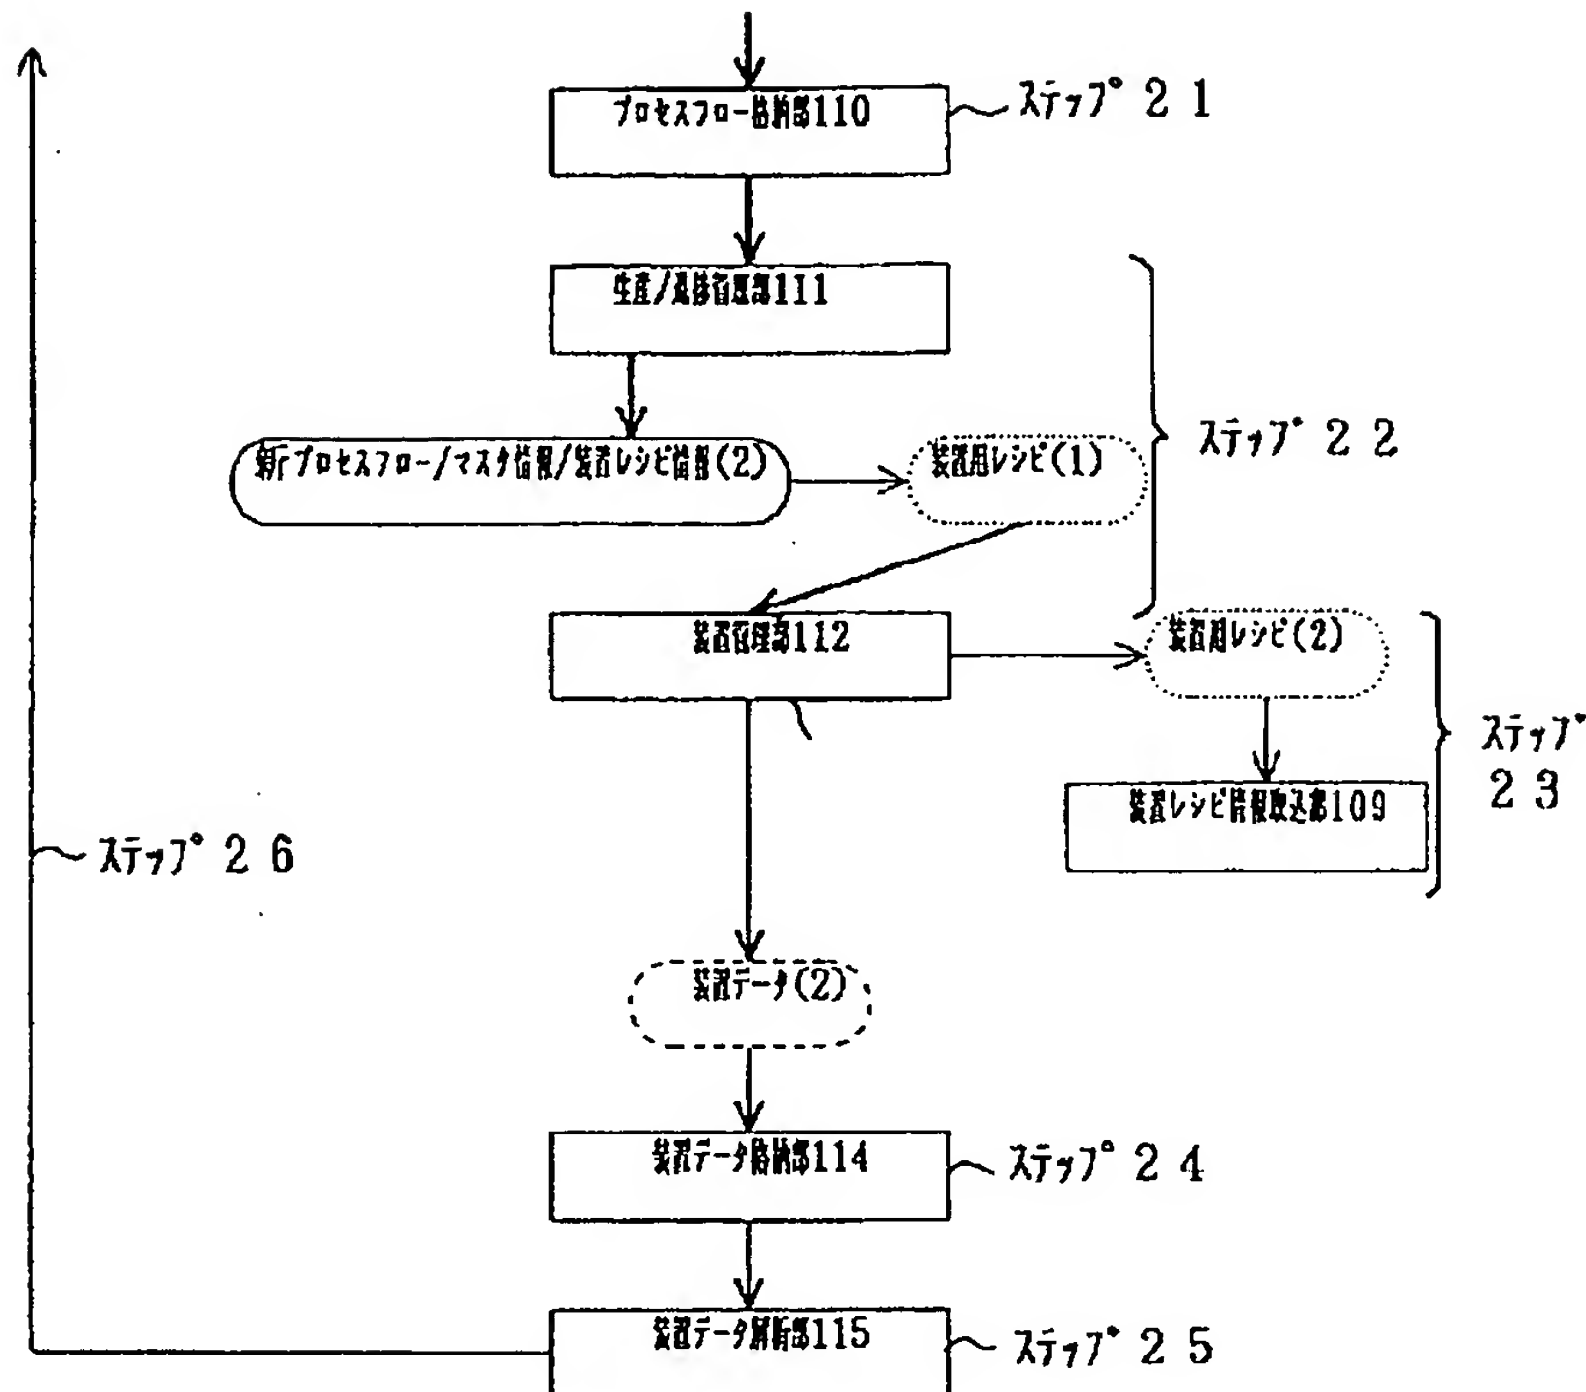 プロセスフロー格納部110
ステップ21
生産/進捗管理部111
新プロセスフロー/マスタ情報/装置レシピ情報(2)
装置用レシピ(1)
ステップ22
装置管理部112
装置用レシピ(2)
ステップ
23
装置レシピ情報取込部109
ステップ26
装置データ(2)
装置データ格納部114
ステップ24
装置データ解析部115
ステップ25